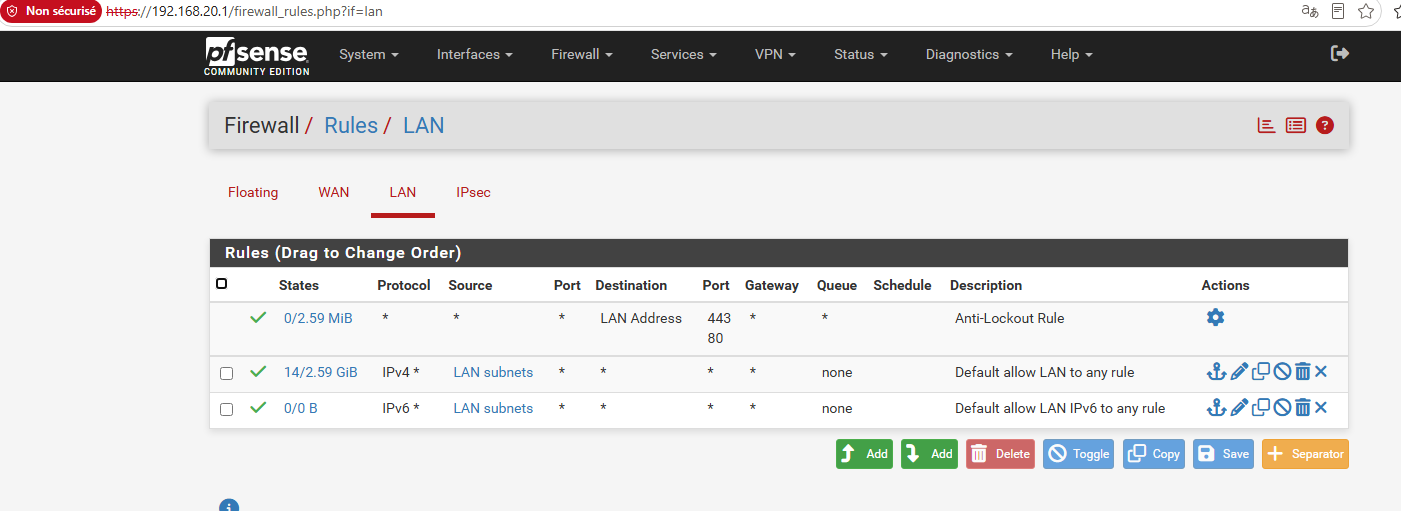 Non sécurisé https://192.168.20.1/firewall_rules.php?if=lan
pfsense COMMUNITY EDITION System Interfaces Firewall Services VPN Status Diagnostics Help
Firewall / Rules / LAN
Floating WAN LAN IPsec
Rules (Drag to Change Order)
States Protocol Source Port Destination Port Gateway Queue Schedule Description Actions
0/2.59 MiB * * * LAN Address 443 * * Anti-Lockout Rule
80
14/2.59 GiB IPv4 * LAN subnets * * * * none Default allow LAN to any rule
0/0 B IPv6 * LAN subnets * * * * none Default allow LAN IPv6 to any rule
Add Add Delete Toggle Copy Save Separator